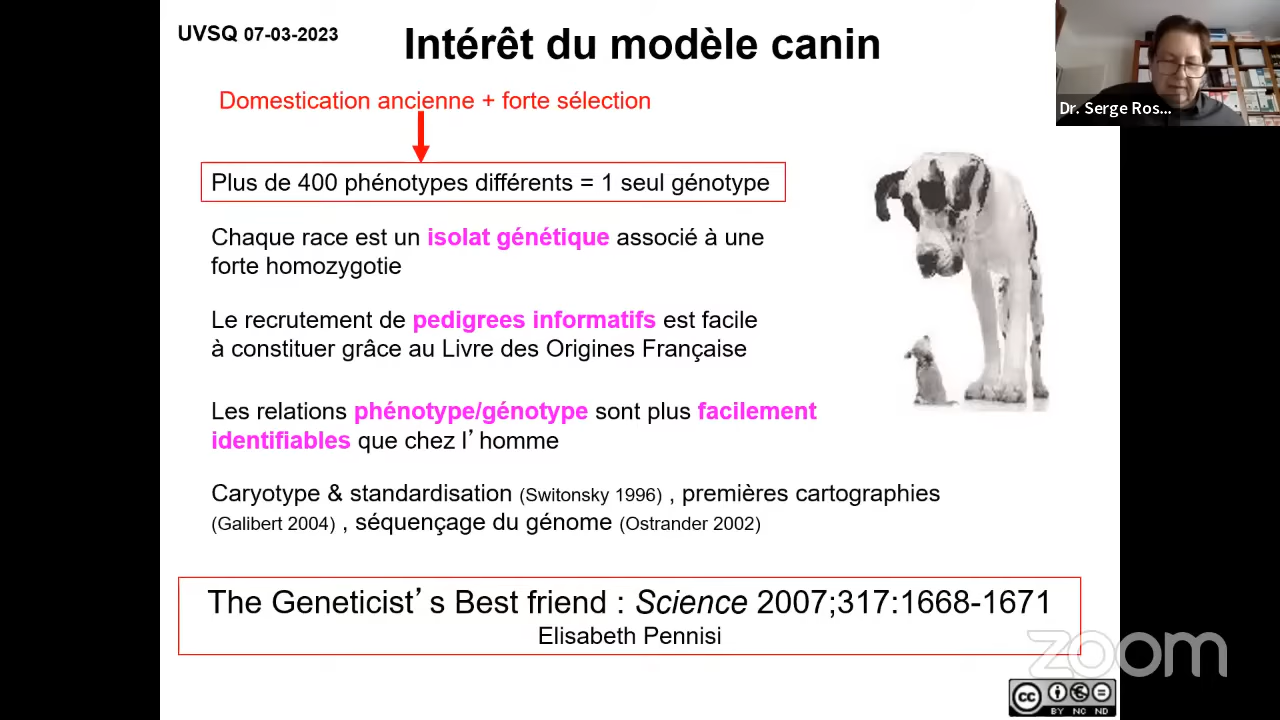 UVSQ 07-03-2023
Intérêt du modèle canin
Dr. Serge Ros...
Domestication ancienne + forte sélection
Plus de 400 phénotypes différents = 1 seul génotype
Chaque race est un isolat génétique associé à une
forte homozygotie
Le recrutement de pedigrees informatifs est facile
à constituer grâce au Livre des Origines Française
Les relations phénotype/génotype sont plus facilement
identifiables que chez l’homme
Caryotype & standardisation (Switonsky 1996) , premières cartographies
(Galibert 2004) , séquençage du génome (Ostrander 2002)
The Geneticist’s Best friend : Science 2007;317:1668-1671
Elisabeth Pennisi
zoom
cc
BY NC ND